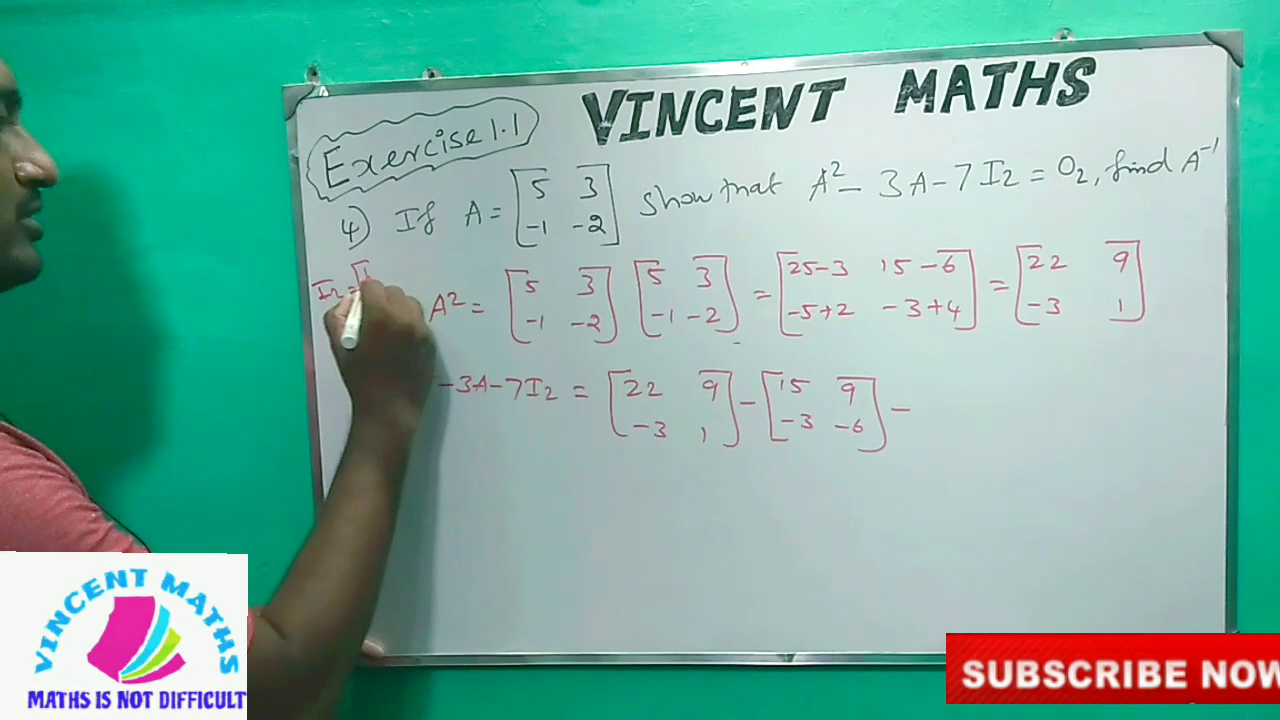 VINCENT MATHS
Exercise 1.1
4) If A = [5 3 -1 -2] show that A² - 3A - 7I₂ = O₂, find A⁻¹
I₂ = [1
A² = [5 3 -1 -2] [5 3 -1 -2] = [25-3 15-6 -5+2 -3+4] = [22 9 -3 1]
-3A-7I₂ = [22 9 -3 1] - [15 9 -3 -6] -
VINCENT MATHS
MATHS IS NOT DIFFICULT
SUBSCRIBE NOW